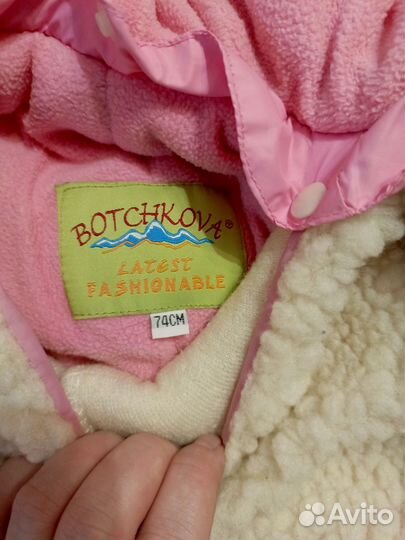 BOTCHKOVA®
LATEST
FASHIONABLE
74CM
Avito